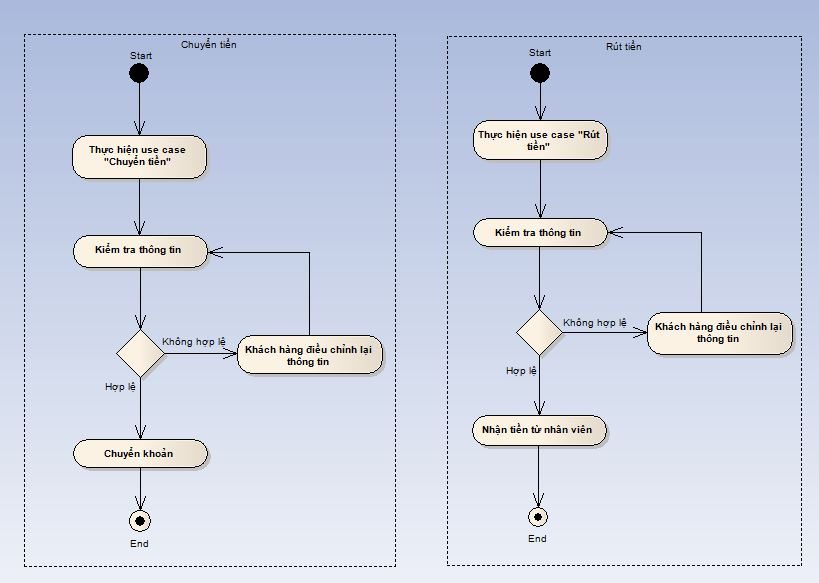 Chuyển tiền
Start
Thực hiện use case
"Chuyển tiền"
Kiểm tra thông tin
Không hợp lệ
Khách hàng điều chỉnh lại
thông tin
Hợp lệ
Chuyển khoản
End
Rút tiền
Start
Thực hiện use case "Rút
tiền"
Kiểm tra thông tin
Không hợp lệ
Khách hàng điều chỉnh lại
thông tin
Hợp lệ
Nhận tiền từ nhân viên
End